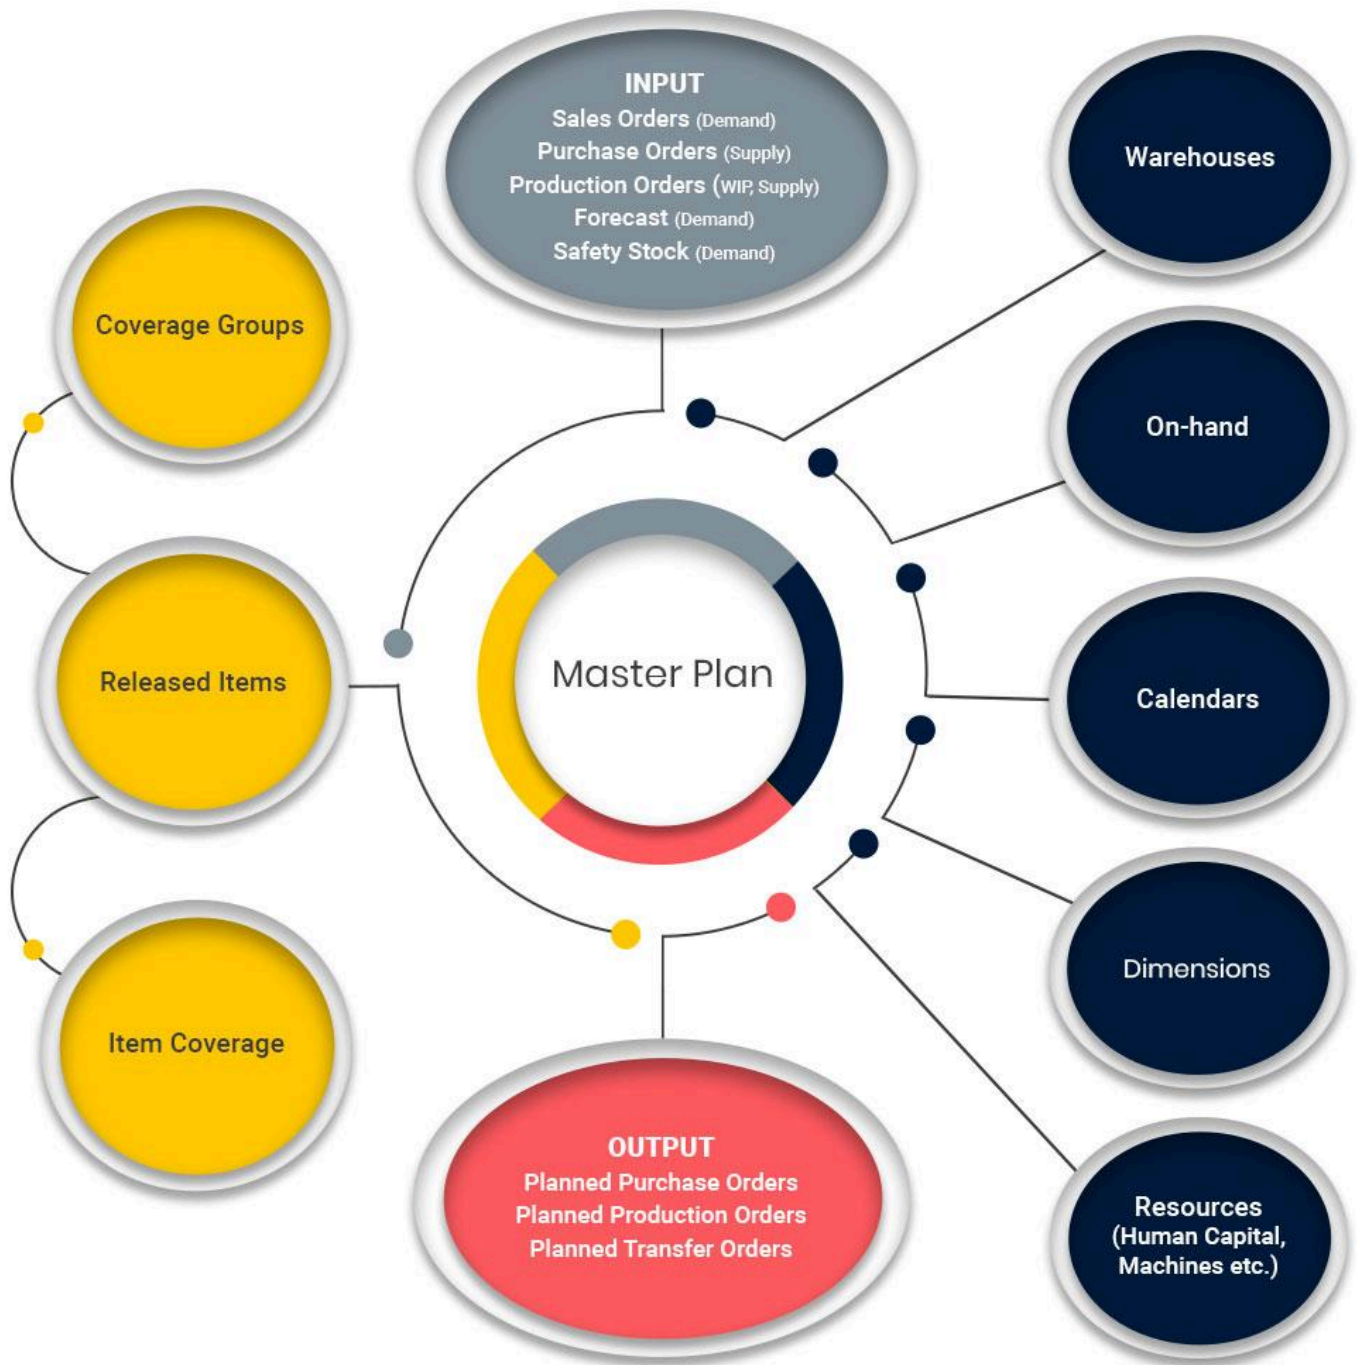 INPUT
Sales Orders (Demand)
Purchase Orders (Supply)
Production Orders (WIP, Supply)
Forecast (Demand)
Safety Stock (Demand)
Warehouses
Coverage Groups
On-hand
Released Items
Master Plan
Calendars
Dimensions
Item Coverage
OUTPUT
Planned Purchase Orders
Planned Production Orders
Planned Transfer Orders
Resources
(Human Capital,
Machines etc.)